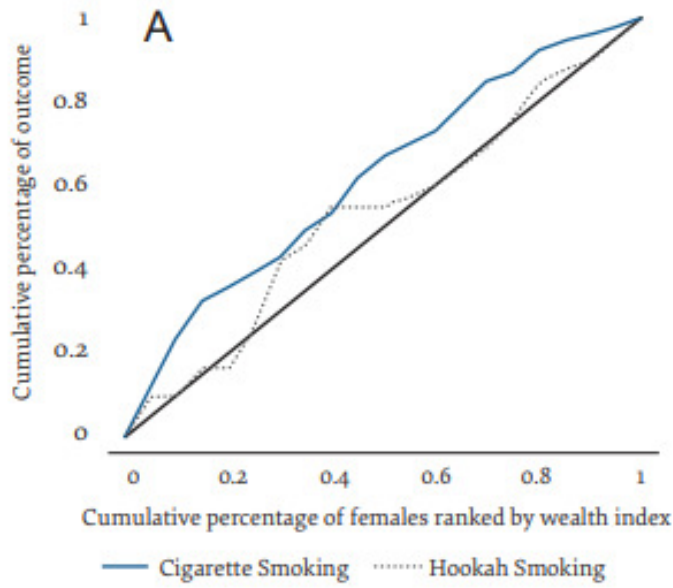 A
1
0.8
0.6
0.4
0.2
0
Cumulative percentage of outcome
0 0.2 0.4 0.6 0.8 1
Cumulative percentage of females ranked by wealth index
Cigarette Smoking Hookah Smoking